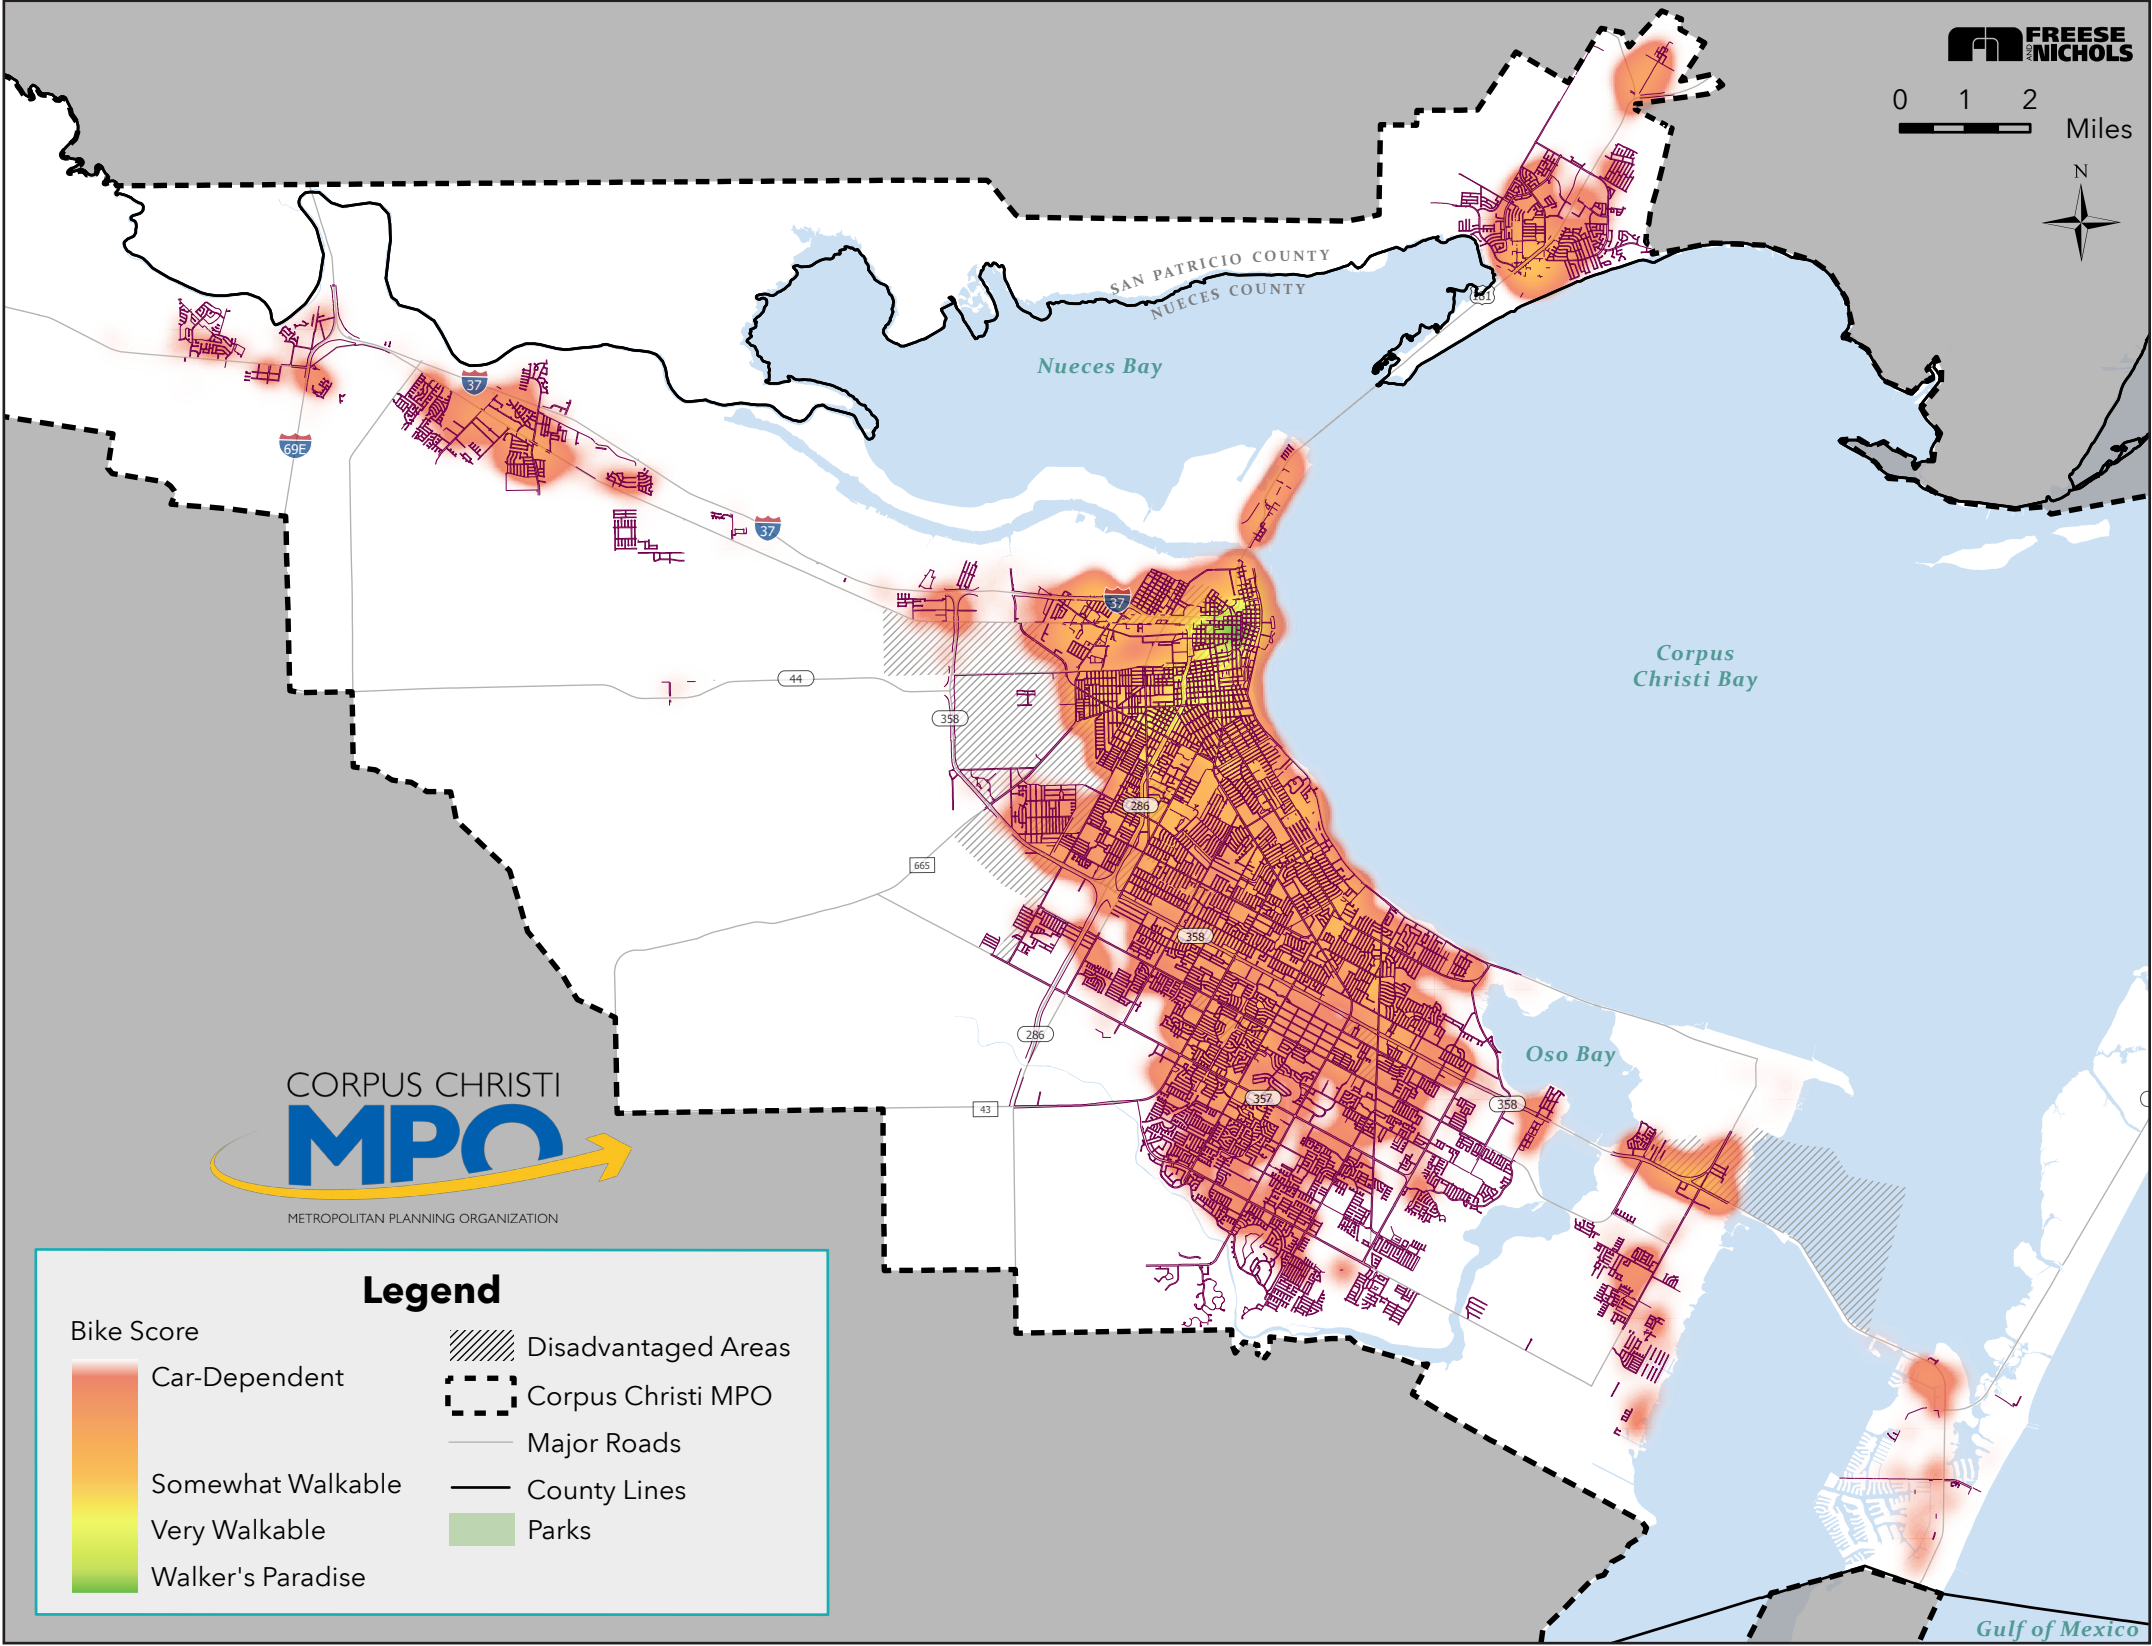 FREESE
AND
NICHOLS
0 1 2
Miles
N
SAN PATRICIO COUNTY
NUECES COUNTY
181
Nueces Bay
37
69E
37
37
44
358
Corpus
Christi Bay
286
665
358
286
Oso Bay
357
358
43
CORPUS CHRISTI
MPO
METROPOLITAN PLANNING ORGANIZATION
Legend
Bike Score
Car-Dependent
Somewhat Walkable
Very Walkable
Walker's Paradise
Disadvantaged Areas
Corpus Christi MPO
Major Roads
County Lines
Parks
Gulf of Mexico